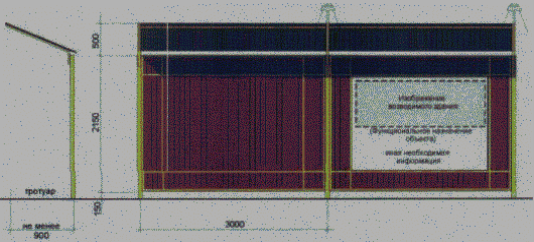 500
2150
150
тротуар
не менее
900
3000
Изображение
возводимого здания
(Функциональное назначение
объекта)
иная необходимая
информация